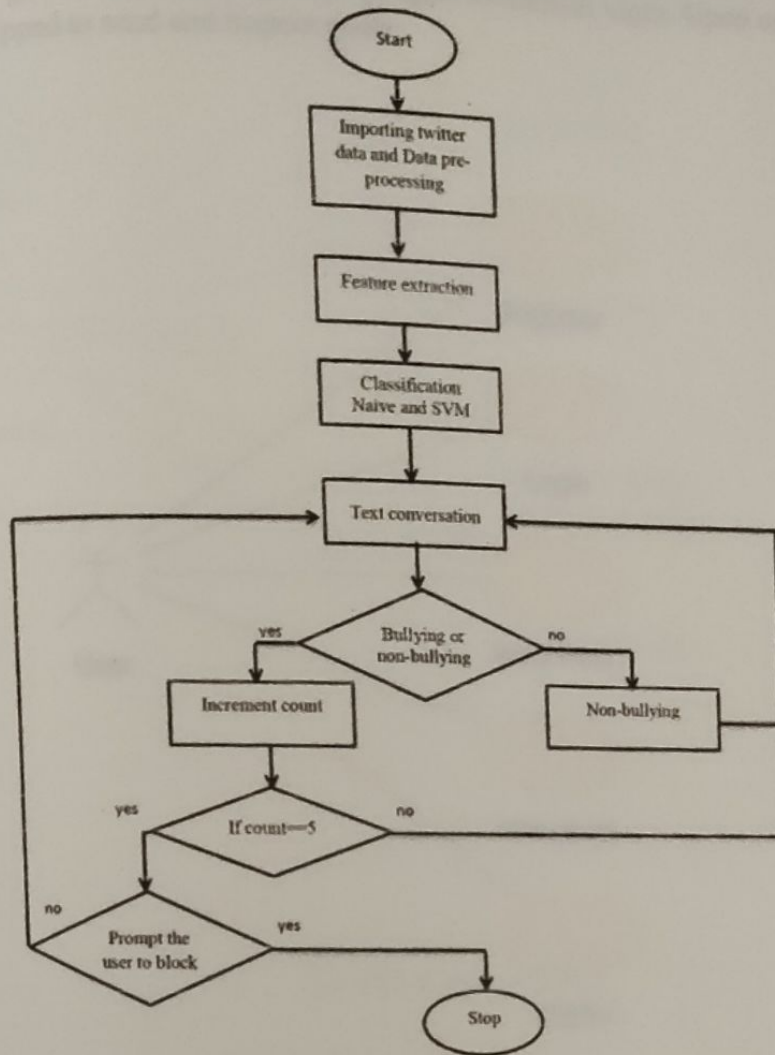 Start
Importing twitter
data and Data pre-
processing
Feature extraction
Classification
Naive and SVM
Text conversation
yes
Bullying or
non-bullying
no
Increment count
Non-bullying
yes
If count==5
no
no
Prompt the
user to block
yes
Stop